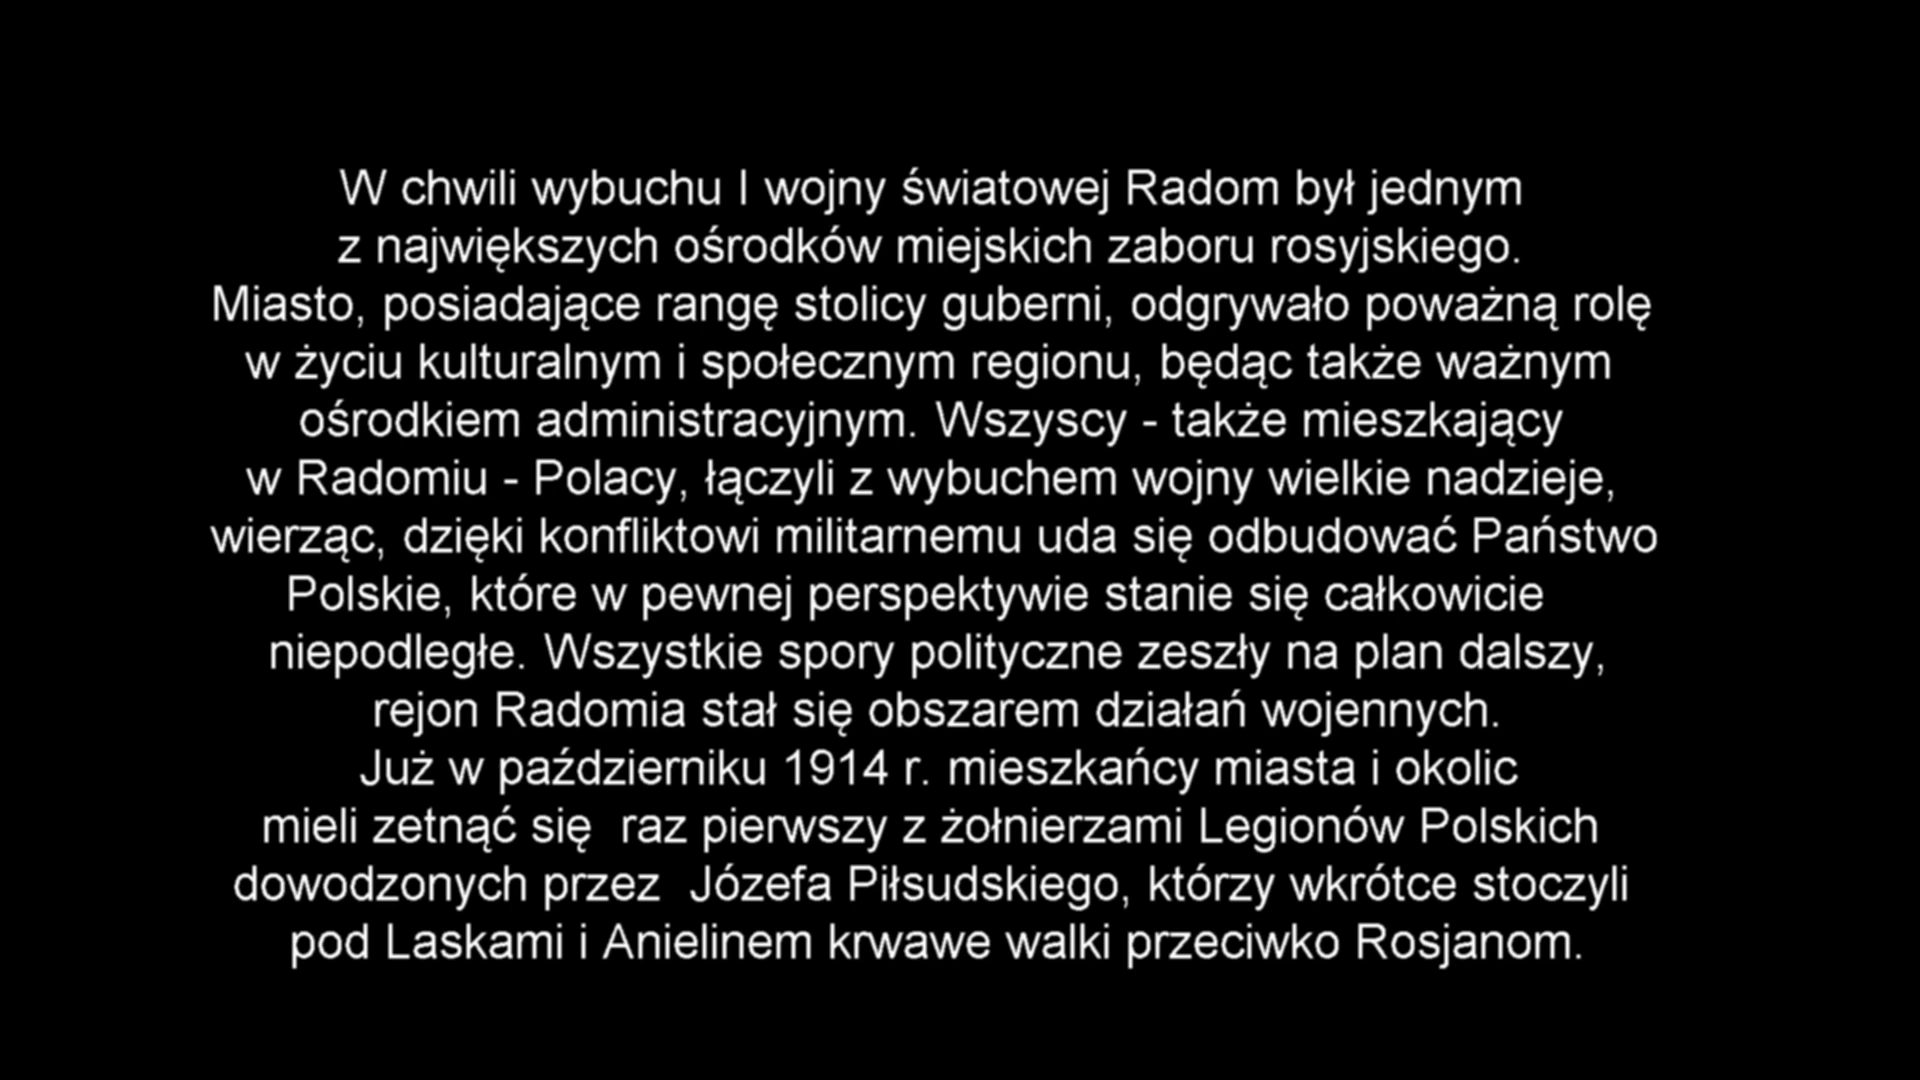 W chwili wybuchu I wojny światowej Radom był jednym
z największych ośrodków miejskich zaboru rosyjskiego.
Miasto, posiadające rangę stolicy guberni, odgrywało poważną rolę
w życiu kulturalnym i społecznym regionu, będąc także ważnym
ośrodkiem administracyjnym. Wszyscy - także mieszkający
w Radomiu - Polacy, łączyli z wybuchem wojny wielkie nadzieje,
wierząc, dzięki konfliktowi militarnemu uda się odbudować Państwo
Polskie, które w pewnej perspektywie stanie się całkowicie
niepodległe. Wszystkie spory polityczne zeszły na plan dalszy,
rejon Radomia stał się obszarem działań wojennych.
Już w październiku 1914 r. mieszkańcy miasta i okolic
mieli zetnąć się  raz pierwszy z żołnierzami Legionów Polskich
dowodzonych przez  Józefa Piłsudskiego, którzy wkrótce stoczyli
pod Laskami i Anielinem krwawe walki przeciwko Rosjanom.